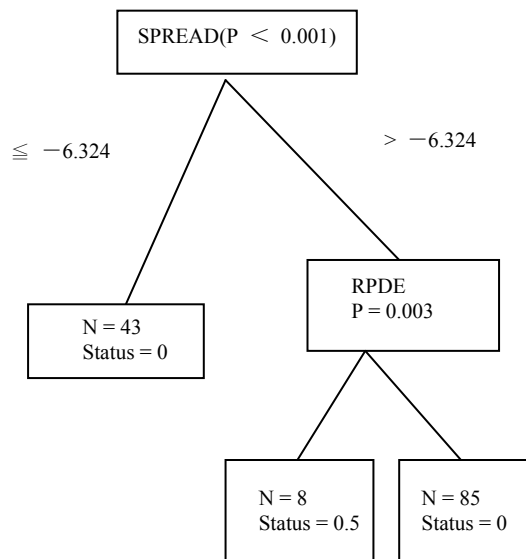 SPREAD(P < 0.001)
≦ −6.324
> −6.324
RPDE
P = 0.003
N = 43
Status = 0
N = 8
Status = 0.5
N = 85
Status = 0